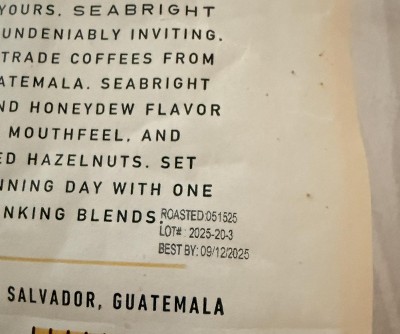 YOURS. SEABRIGHT
UNDENIABLY INVITING.
TRADE COFFEES FROM
ATEMALA. SEABRIGHT
ND HONEYDEW FLAVOR
MOUTHFEEL, AND
ED HAZELNUTS. SET
NNING DAY WITH ONE
NKING BLENDS.
ROASTED:051525
LOT#: 2025-20-3
BEST BY: 09/12/2025
SALVADOR, GUATEMALA